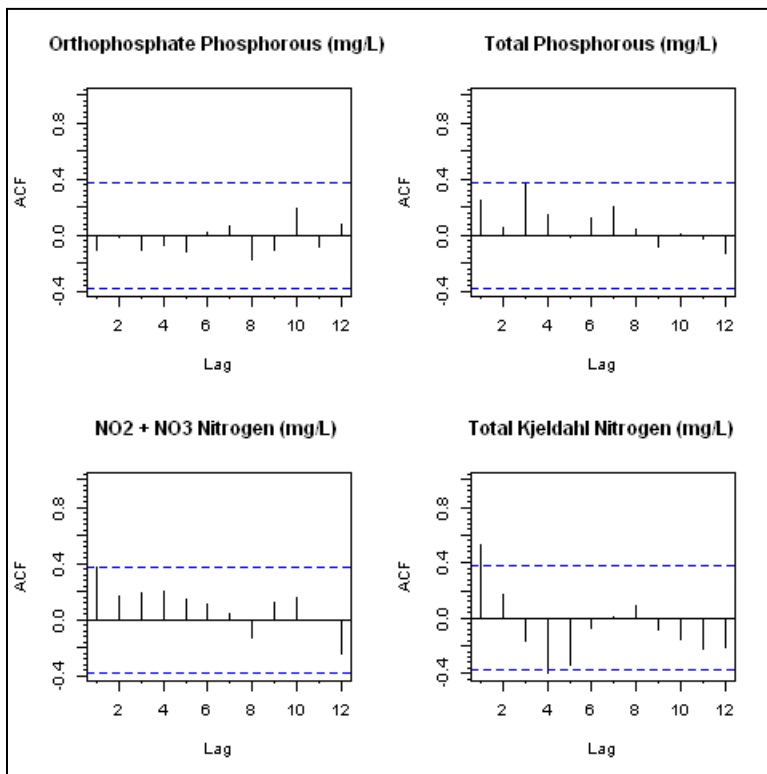 Orthophosphate Phosphorous (mg/L)
ACF
0.8
0.4
0.0
-0.4
2 4 6 8 10 12
Lag
Total Phosphorous (mg/L)
ACF
0.8
0.4
0.0
-0.4
2 4 6 8 10 12
Lag
NO2 + NO3 Nitrogen (mg/L)
ACF
0.8
0.4
0.0
-0.4
2 4 6 8 10 12
Lag
Total Kjeldahl Nitrogen (mg/L)
ACF
0.8
0.4
0.0
-0.4
2 4 6 8 10 12
Lag